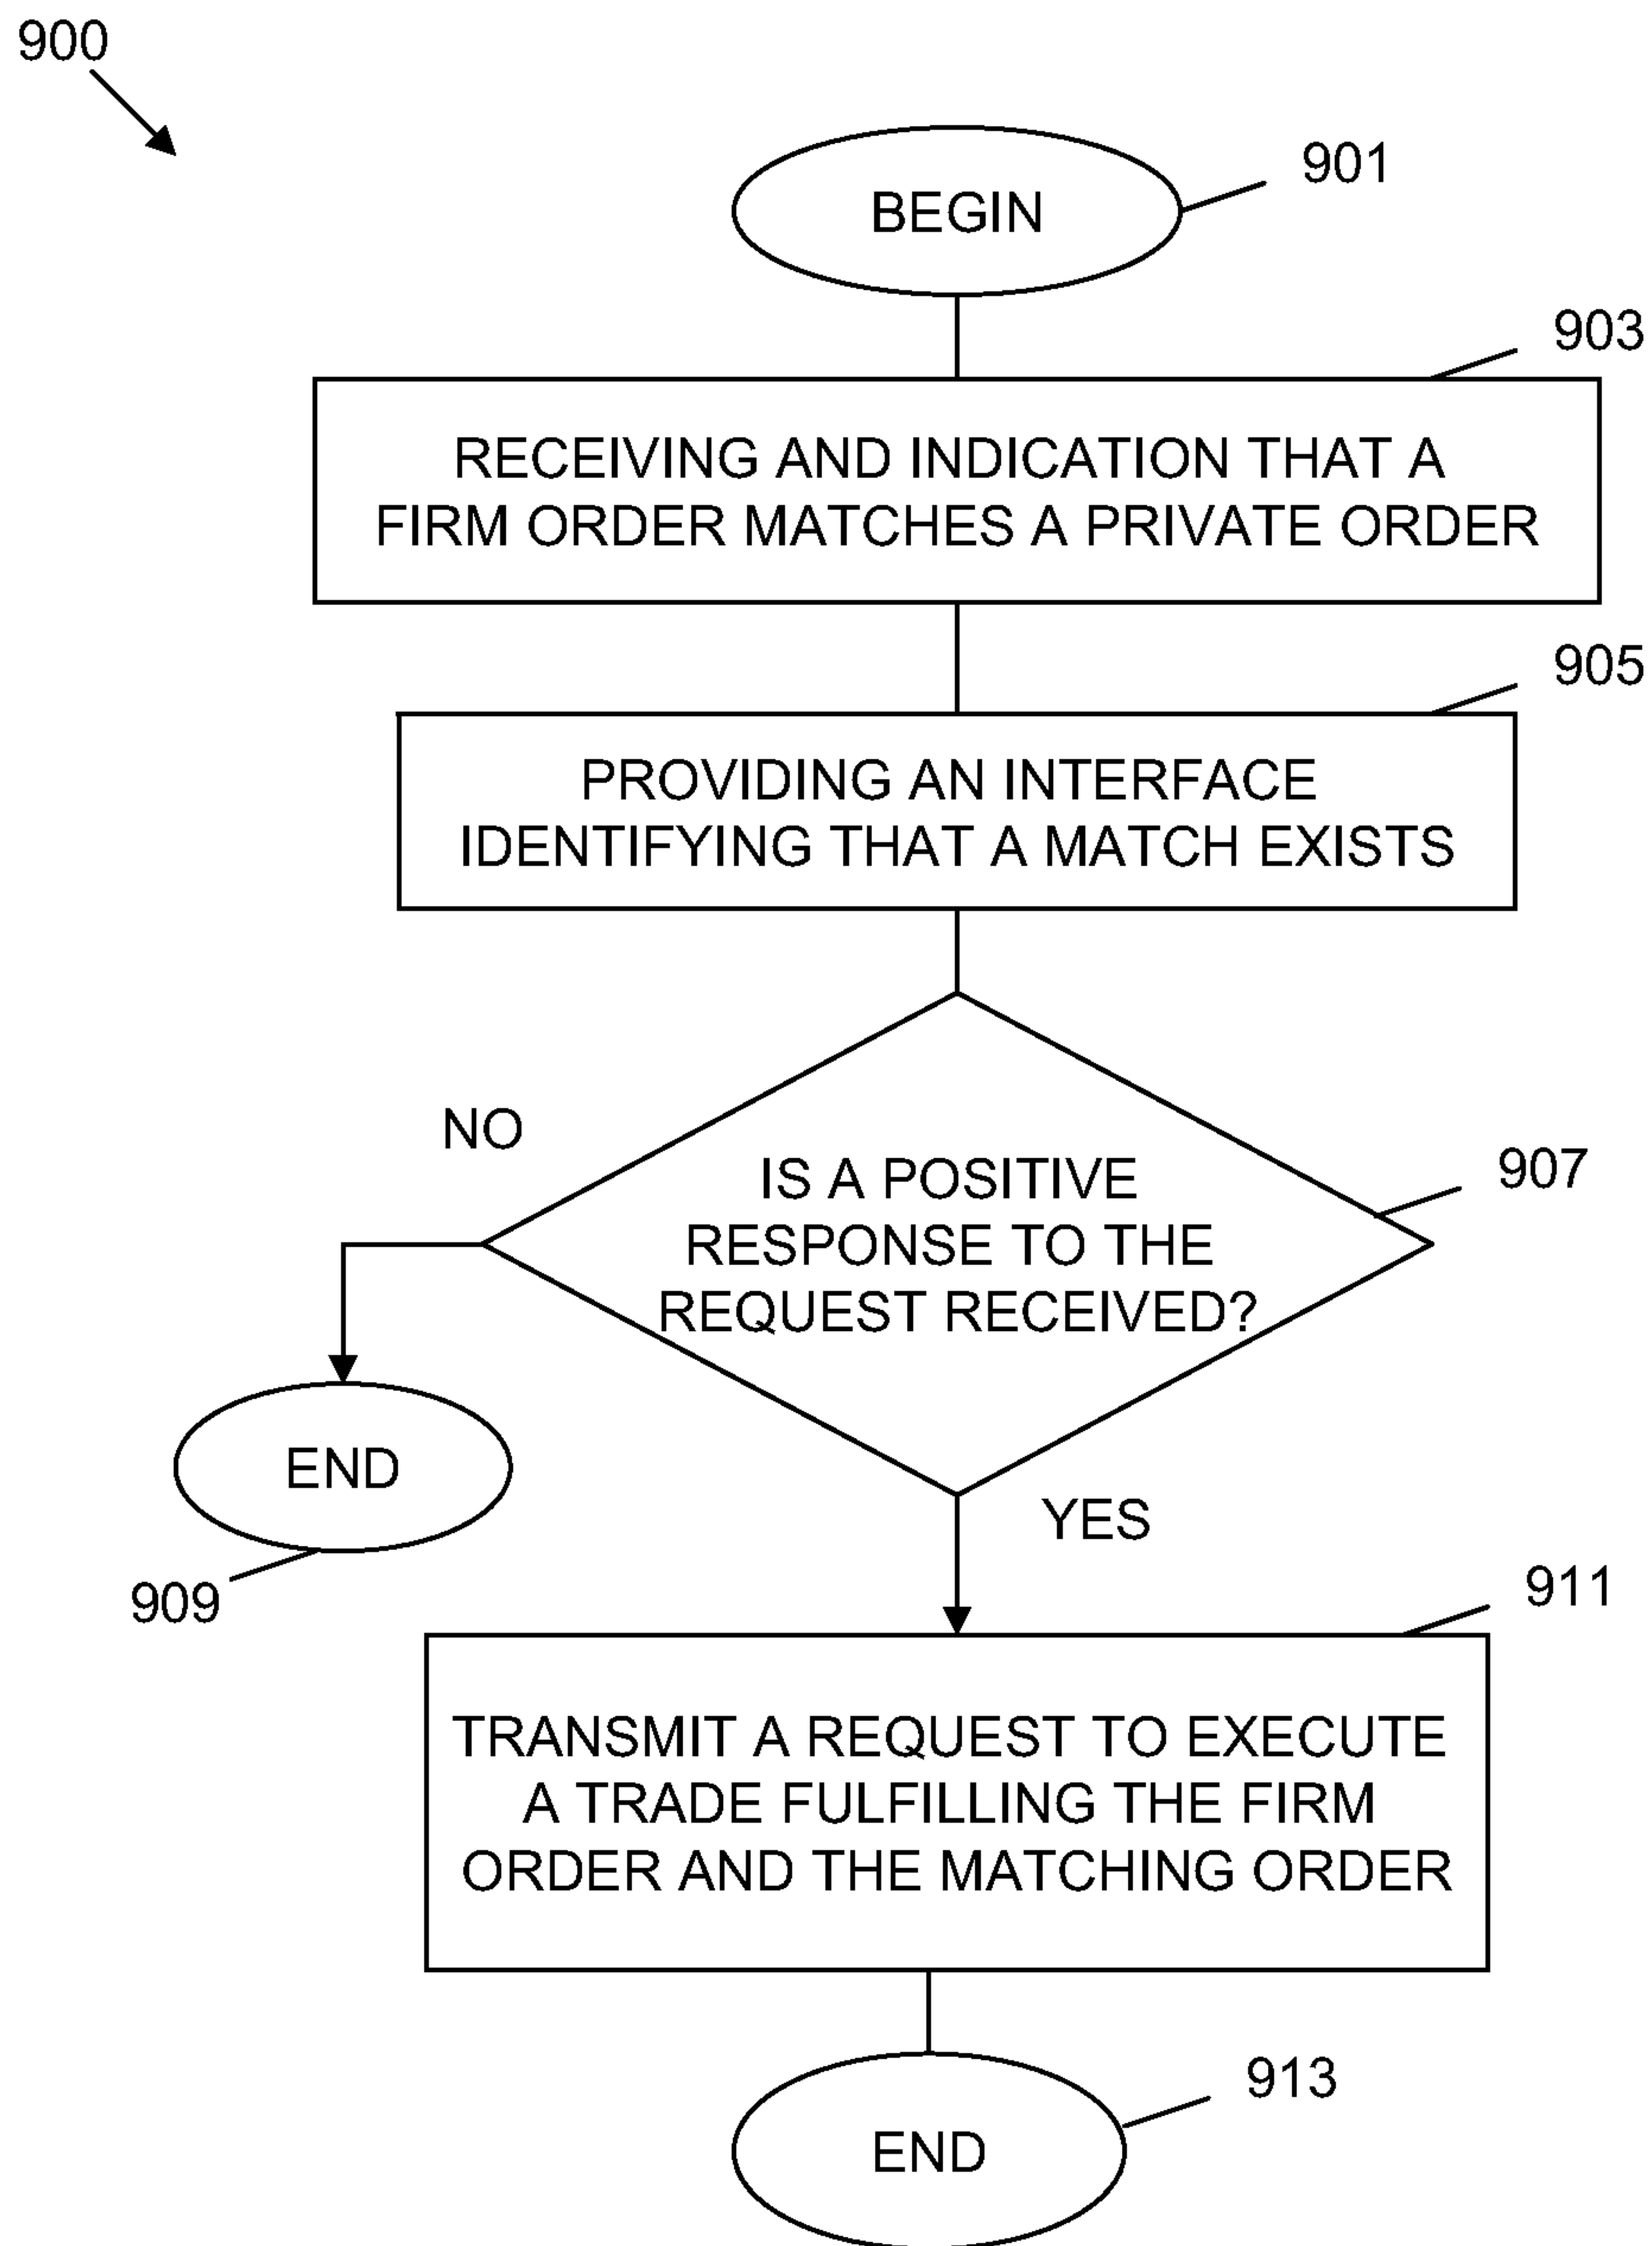 900
901
BEGIN
903
RECEIVING AND INDICATION THAT A
FIRM ORDER MATCHES A PRIVATE ORDER
905
PROVIDING AN INTERFACE
IDENTIFYING THAT A MATCH EXISTS
NO
907
IS A POSITIVE
RESPONSE TO THE
REQUEST RECEIVED?
END
909
YES
911
TRANSMIT A REQUEST TO EXECUTE
A TRADE FULFILLING THE FIRM
ORDER AND THE MATCHING ORDER
913
END